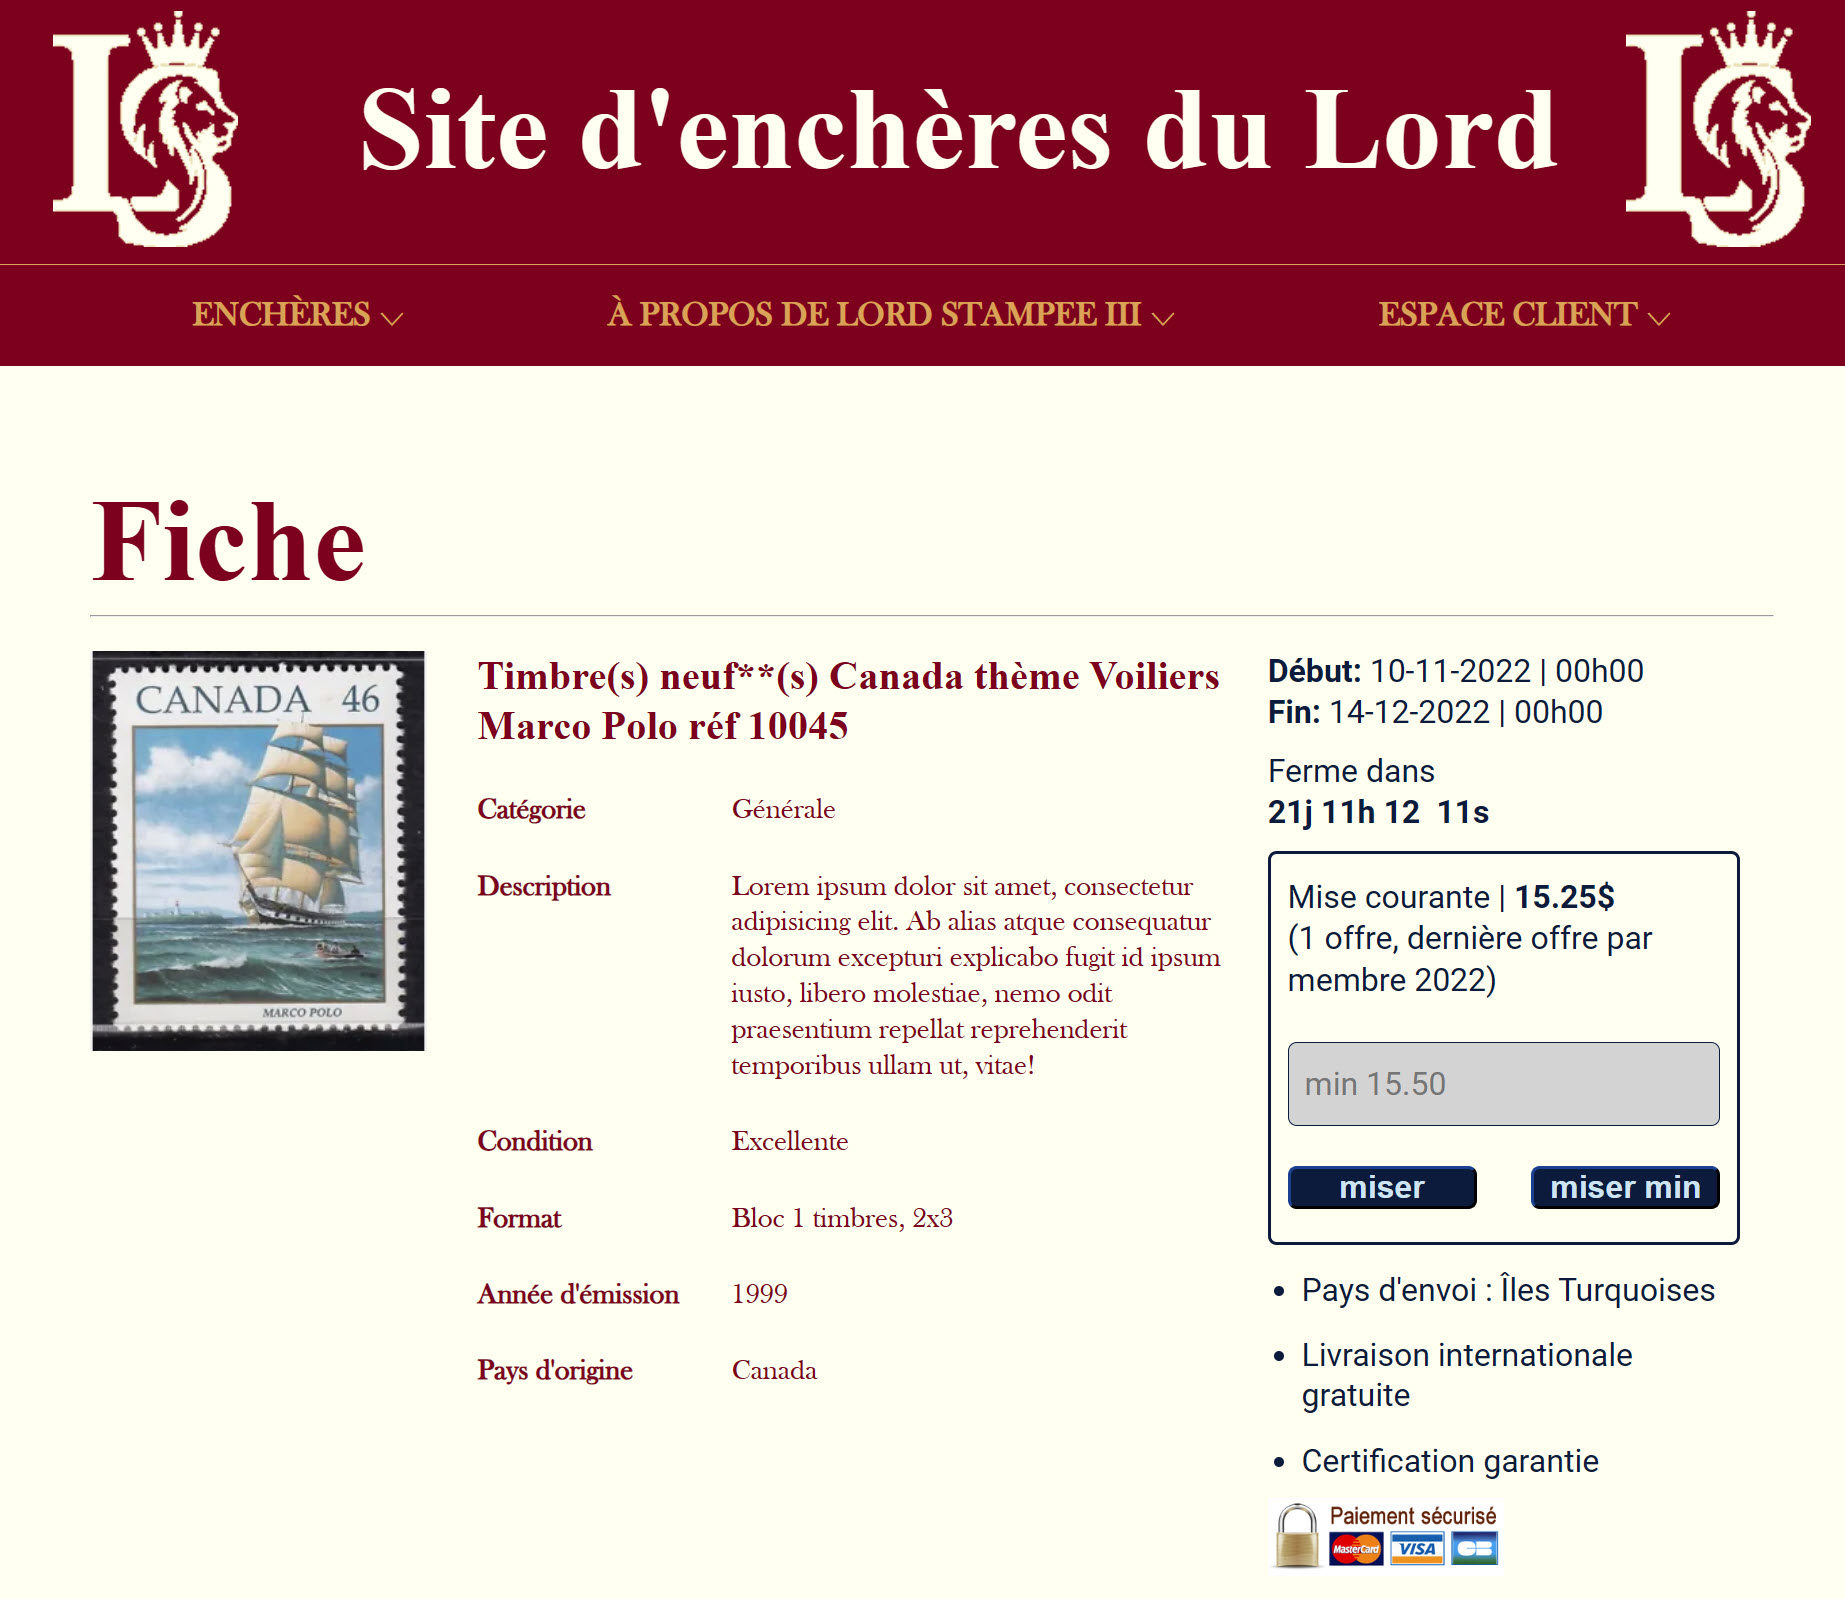 LS
Site d'enchères du Lord
LS
ENCHÈRES
À PROPOS DE LORD STAMPEE III
ESPACE CLIENT
Fiche
CANADA 46
MARCO POLO
Timbre(s) neuf**(s) Canada thème Voiliers
Marco Polo réf 10045
Catégorie Générale
Description Lorem ipsum dolor sit amet, consectetur
adipisicing elit. Ab alias atque consequatur
dolorum excepturi explicabo fugit id ipsum
iusto, libero molestiae, nemo odit
praesentium repellat reprehenderit
temporibus ullam ut, vitae!
Condition Excellente
Format Bloc 1 timbres, 2x3
Année d'émission 1999
Pays d'origine Canada
Début: 10-11-2022 | 00h00
Fin: 14-12-2022 | 00h00
Ferme dans
21j 11h 12 11s
Mise courante | 15.25$
(1 offre, dernière offre par
membre 2022)
min 15.50
miser
miser min
• Pays d'envoi : Îles Turquoises
• Livraison internationale
gratuite
• Certification garantie
Paiement sécurisé
MasterCard VISA CB